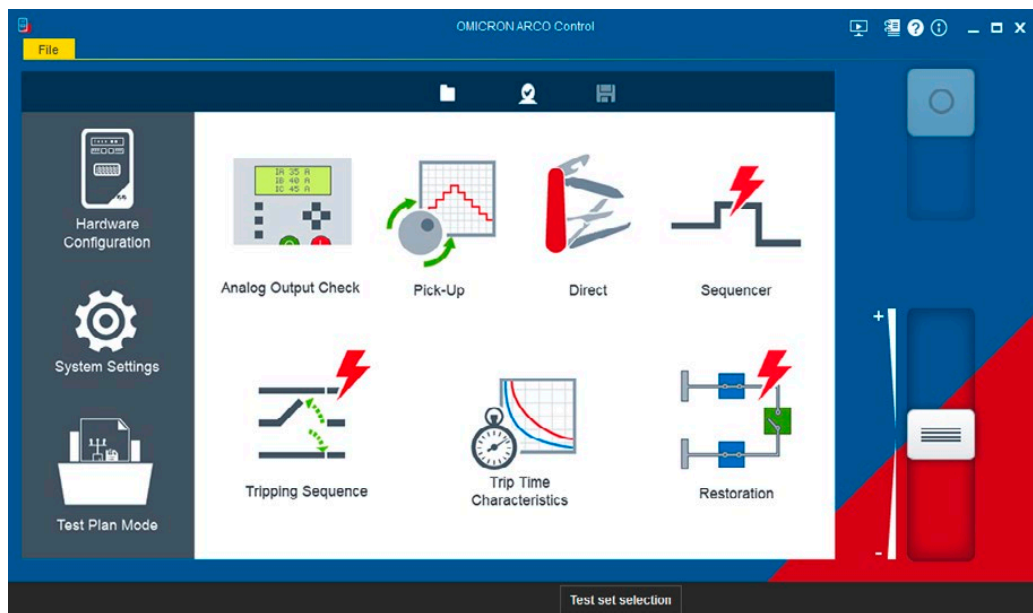 OMICRON ARCO Control
File
Hardware
Configuration
System Settings
Test Plan Mode
IA 35 A
IB 40 A
IC 45 A
Analog Output Check
Pick-Up
Direct
Sequencer
Tripping Sequence
Trip Time
Characteristics
Restoration
+
-
Test set selection